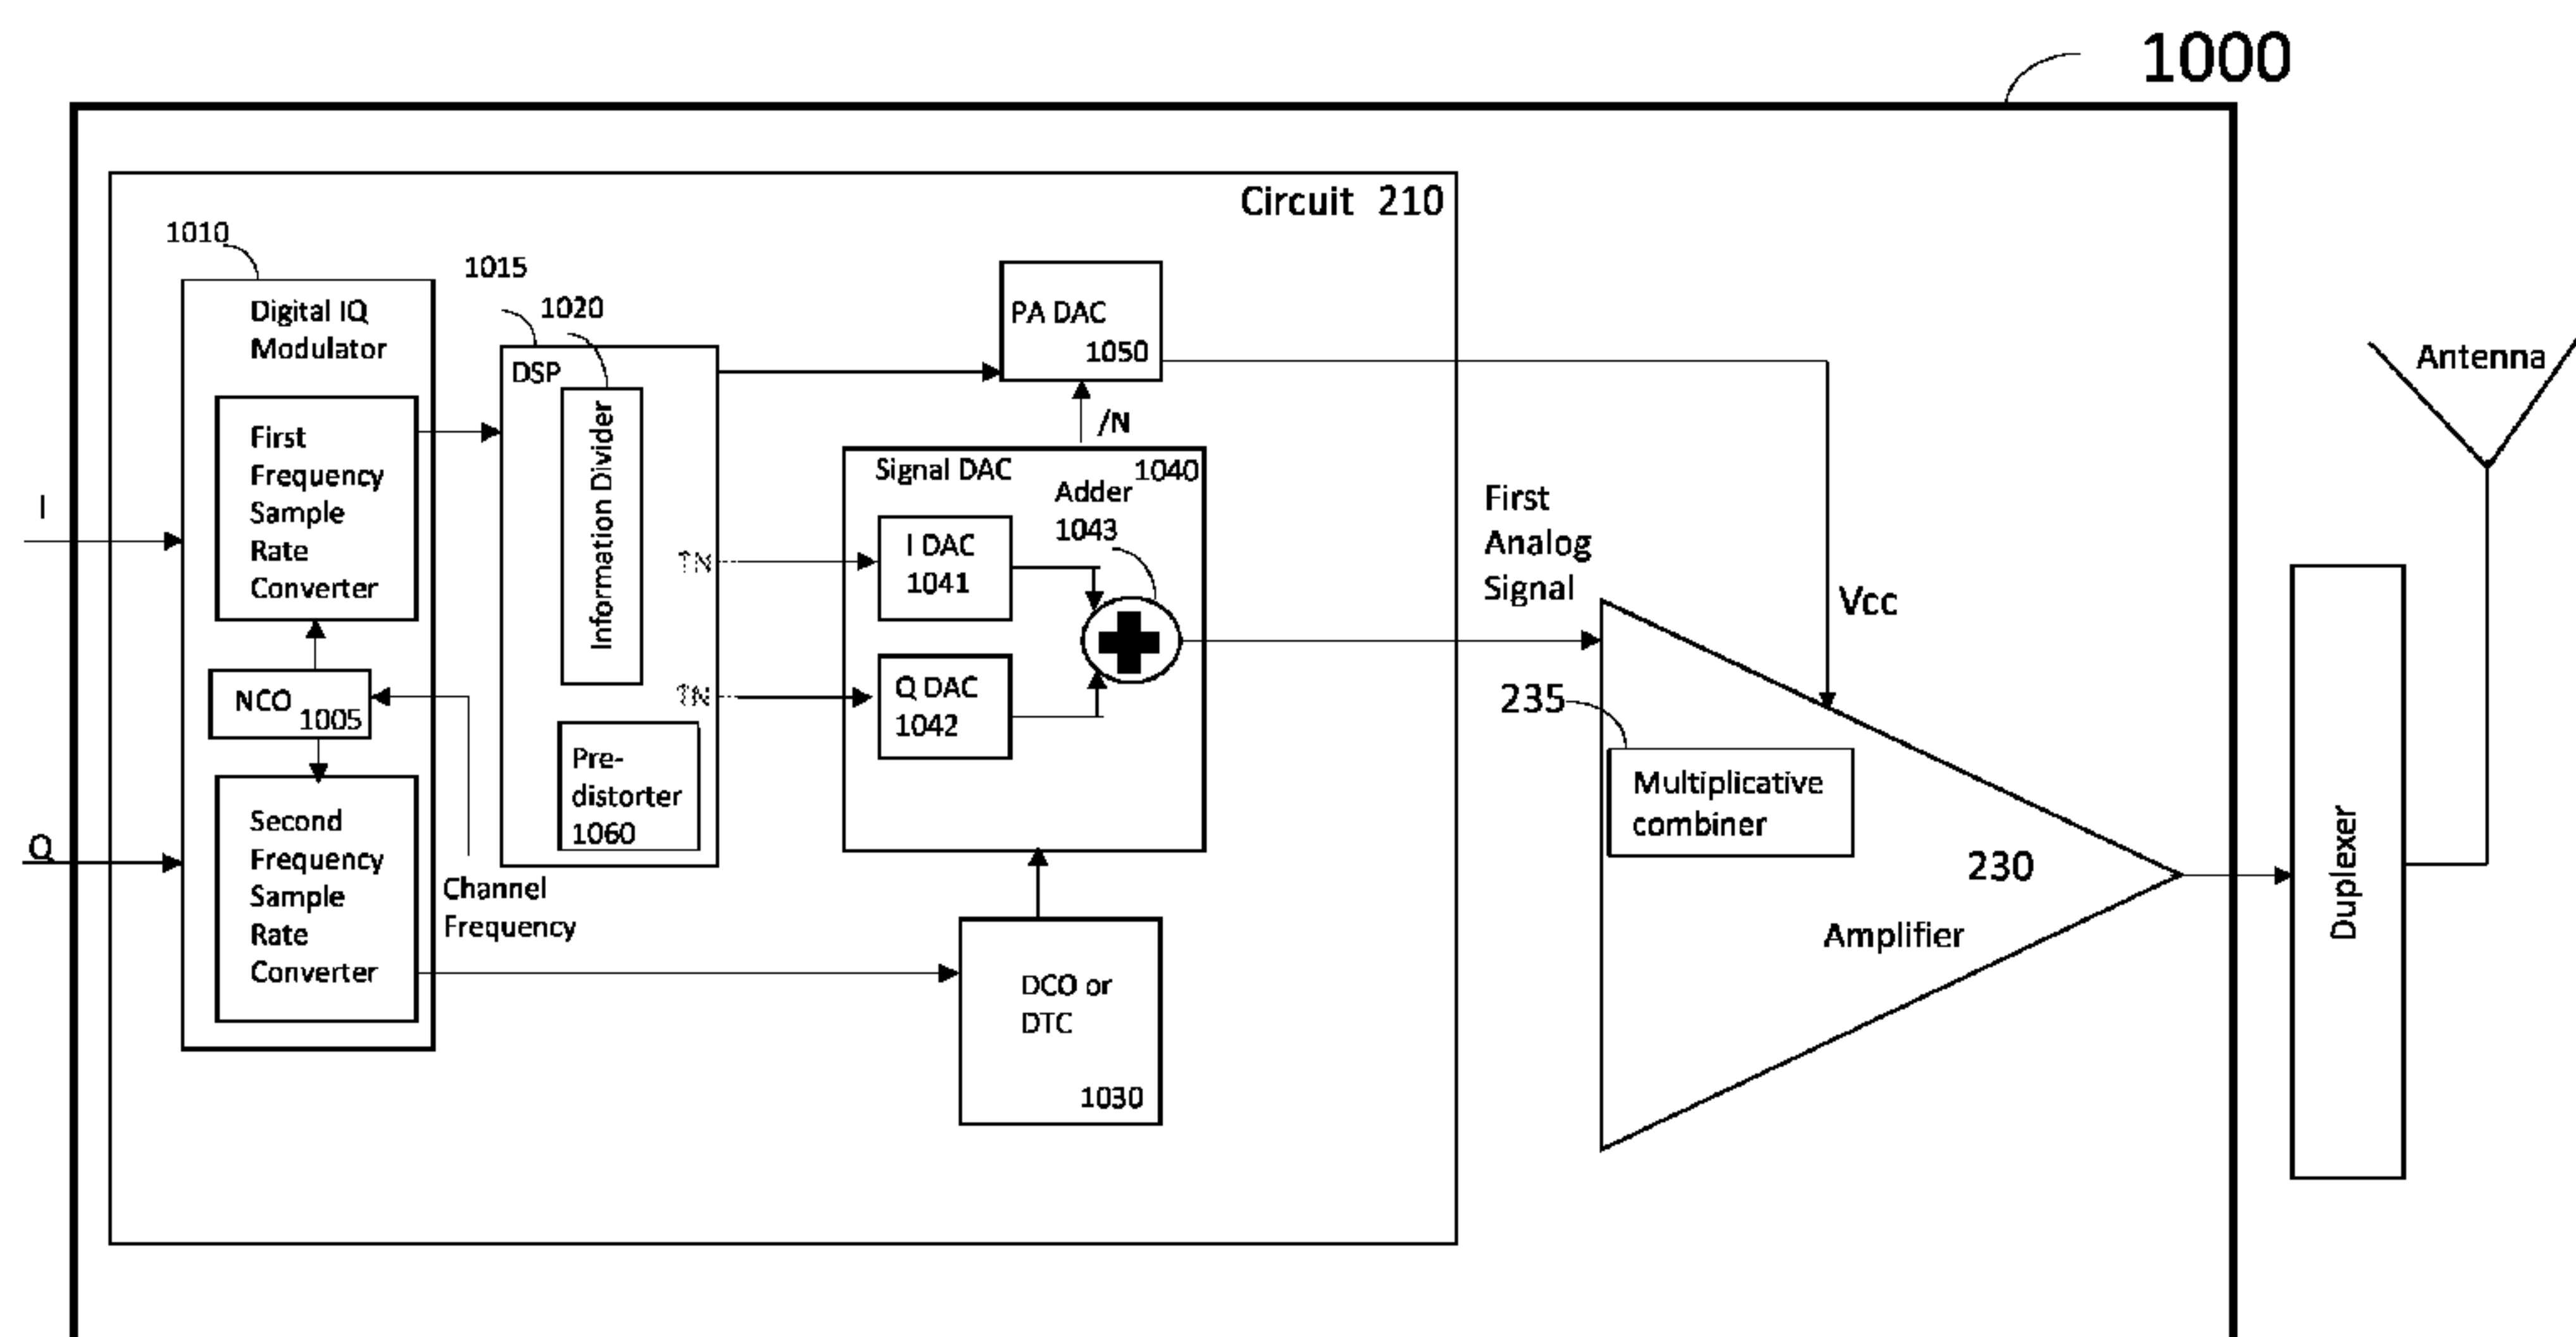 1000
Circuit 210
1010
Digital IQ
Modulator
First
Frequency
Sample
Rate
Converter
I
NCO
1005
Q
Second
Frequency
Sample
Rate
Converter
Channel
Frequency
1015
1020
DSP
Information Divider
Pre-
distorter
1060
PA DAC
1050
/N
Signal DAC
1040
Adder
1043
I DAC
1041
Q DAC
1042
DCO or
DTC
1030
First
Analog
Signal
Vcc
235
Multiplicative
combiner
230
Amplifier
Duplexer
Antenna